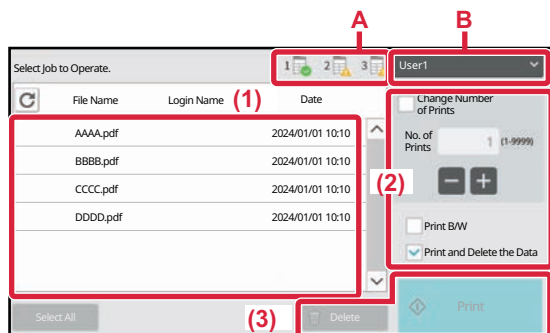 A
B
Select Job to Operate.
1
2
3
User1
File Name
Login Name
(1)
Date
AAAA.pdf
2024/01/01 10:10
BBBB.pdf
2024/01/01 10:10
CCCC.pdf
2024/01/01 10:10
DDDD.pdf
2024/01/01 10:10
Change Number
of Prints
No. of
Prints
1
(1-9999)
(2)
Print B/W
Print and Delete the Data
Select All
(3)
Delete
Print